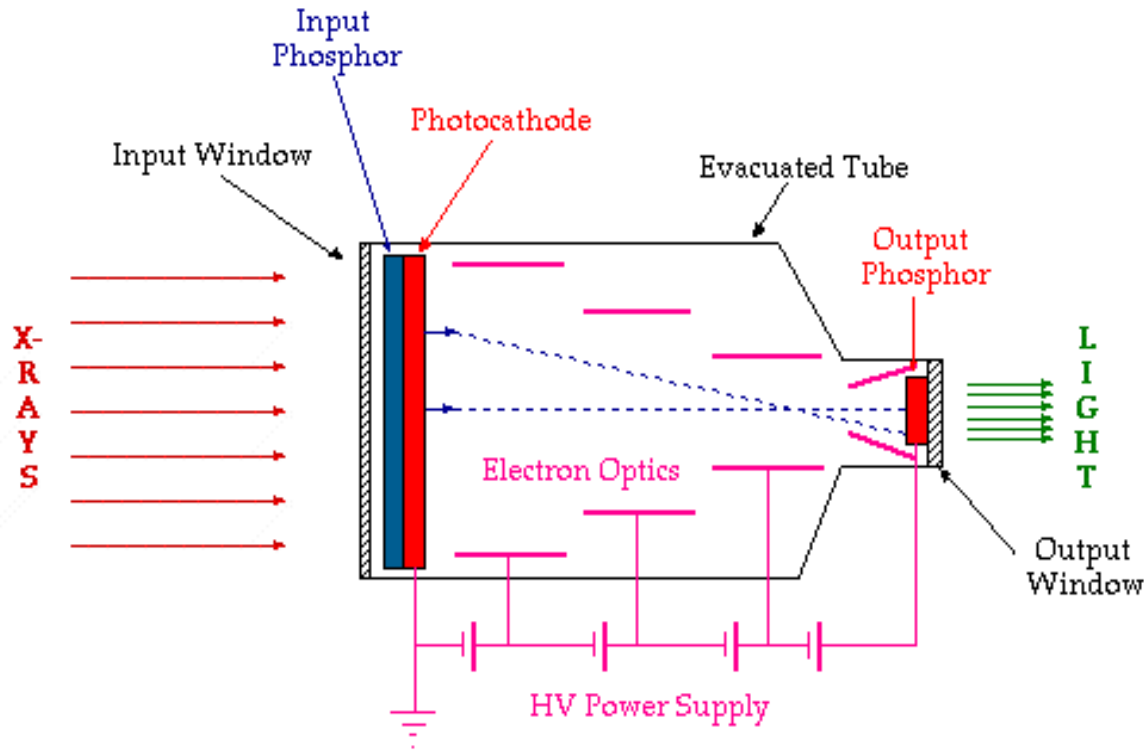 Input
Phosphor
Photocathode
Input Window
Evacuated Tube
Output
Phosphor
X-
R
A
Y
S
L
I
G
H
T
Electron Optics
Output
Window
HV Power Supply